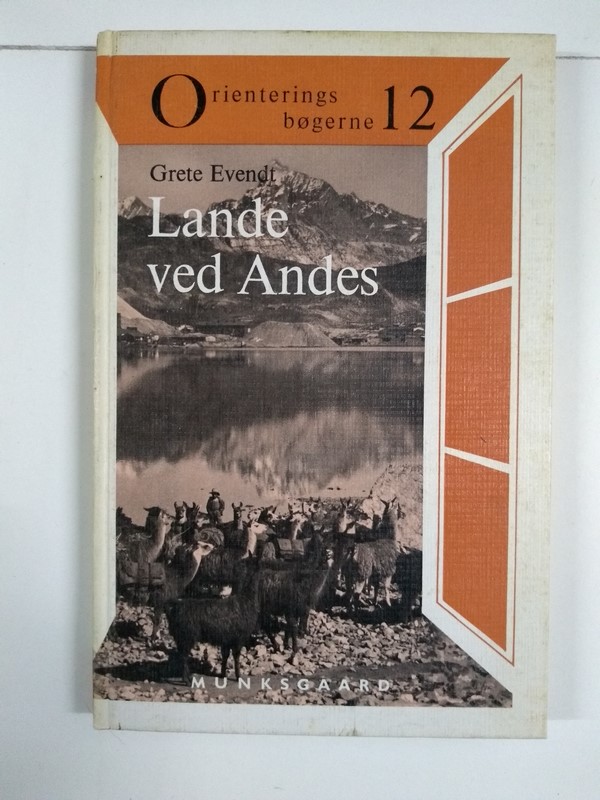 Orienterings
bøgerne 12
Grete Evendt
Lande
ved Andes
MUNKSGAARD